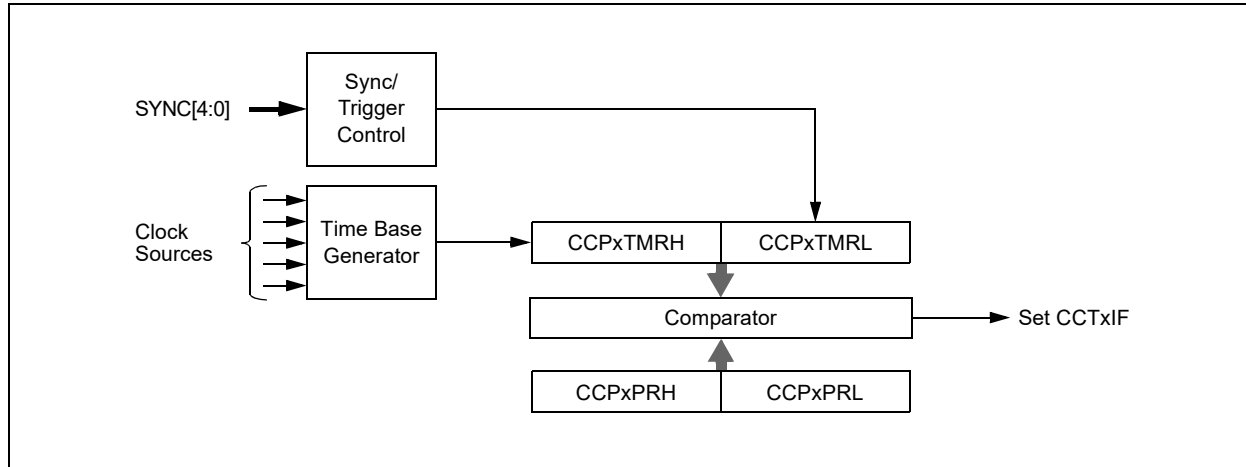 Sync/
Trigger
Control
SYNC[4:0]
Clock
Sources
Time Base
Generator
CCPxTMRH
CCPxTMRL
Comparator
Set CCTxIF
CCPxPRH
CCPxPRL